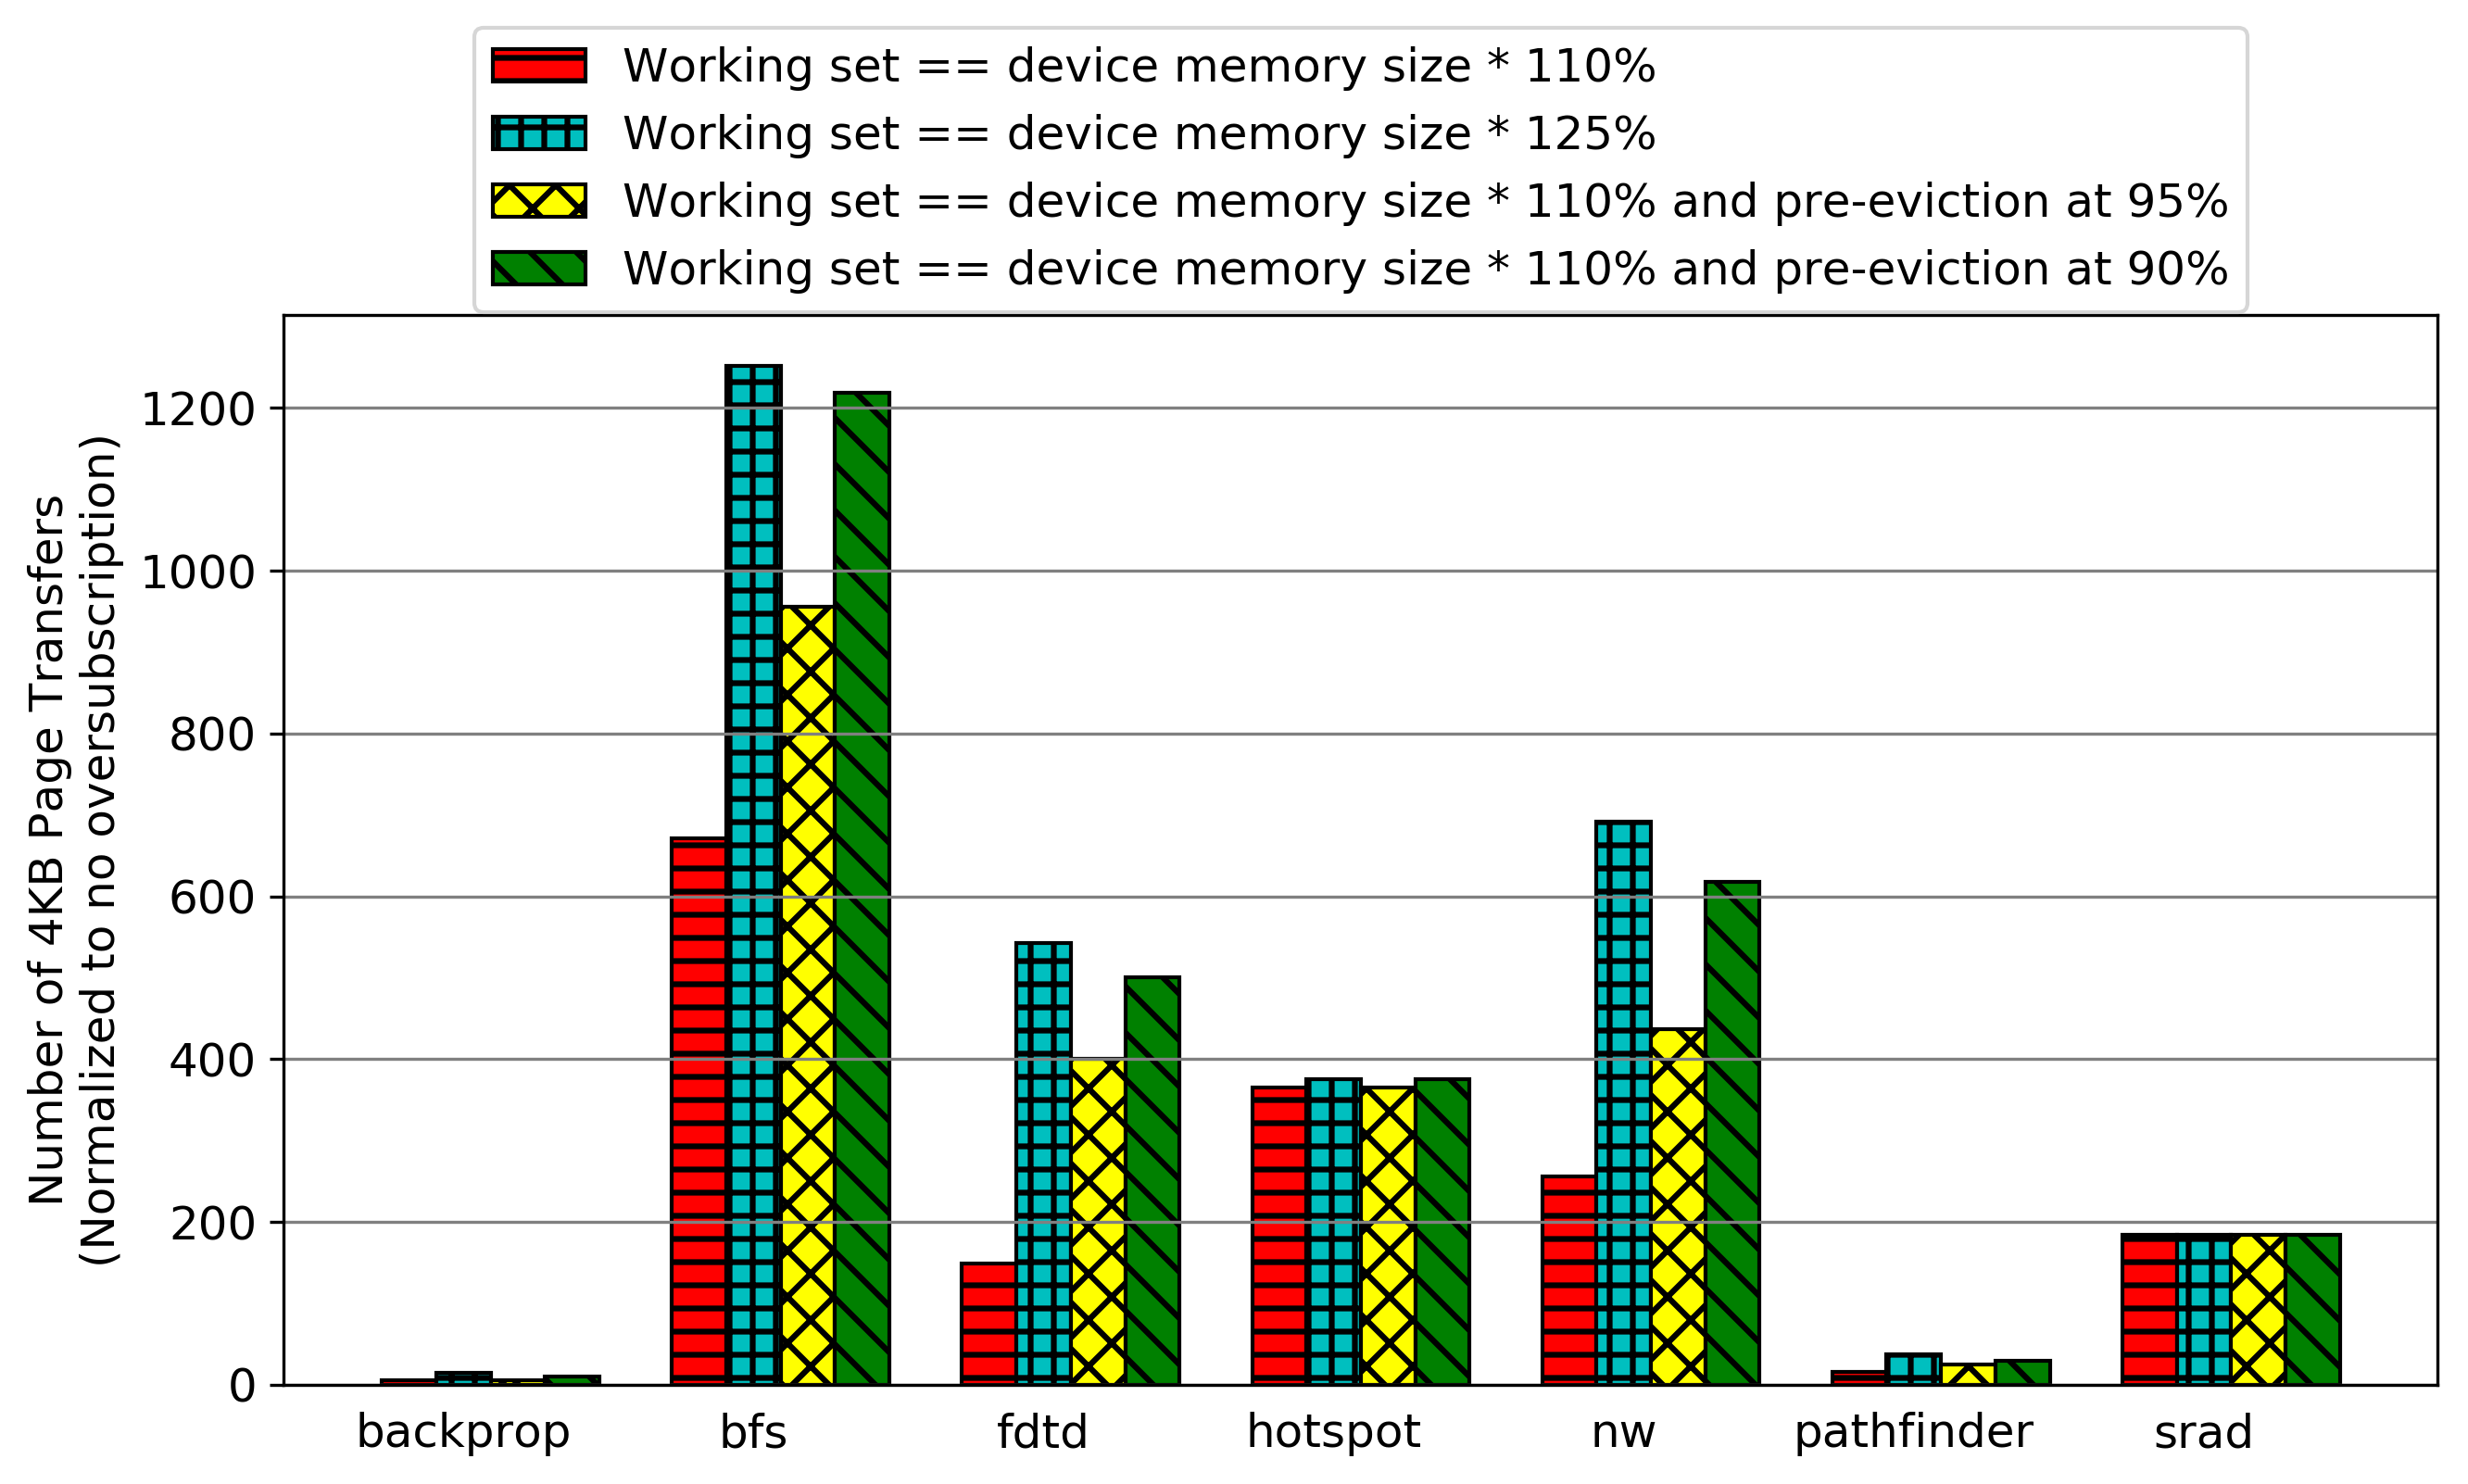 Working set == device memory size * 110%
Working set == device memory size * 125%
Working set == device memory size * 110% and pre-eviction at 95%
Working set == device memory size * 110% and pre-eviction at 90%
Number of 4KB Page Transfers
(Normalized to no oversubscription)
1200
1000
800
600
400
200
0
backprop bfs fdtd hotspot nw pathfinder srad